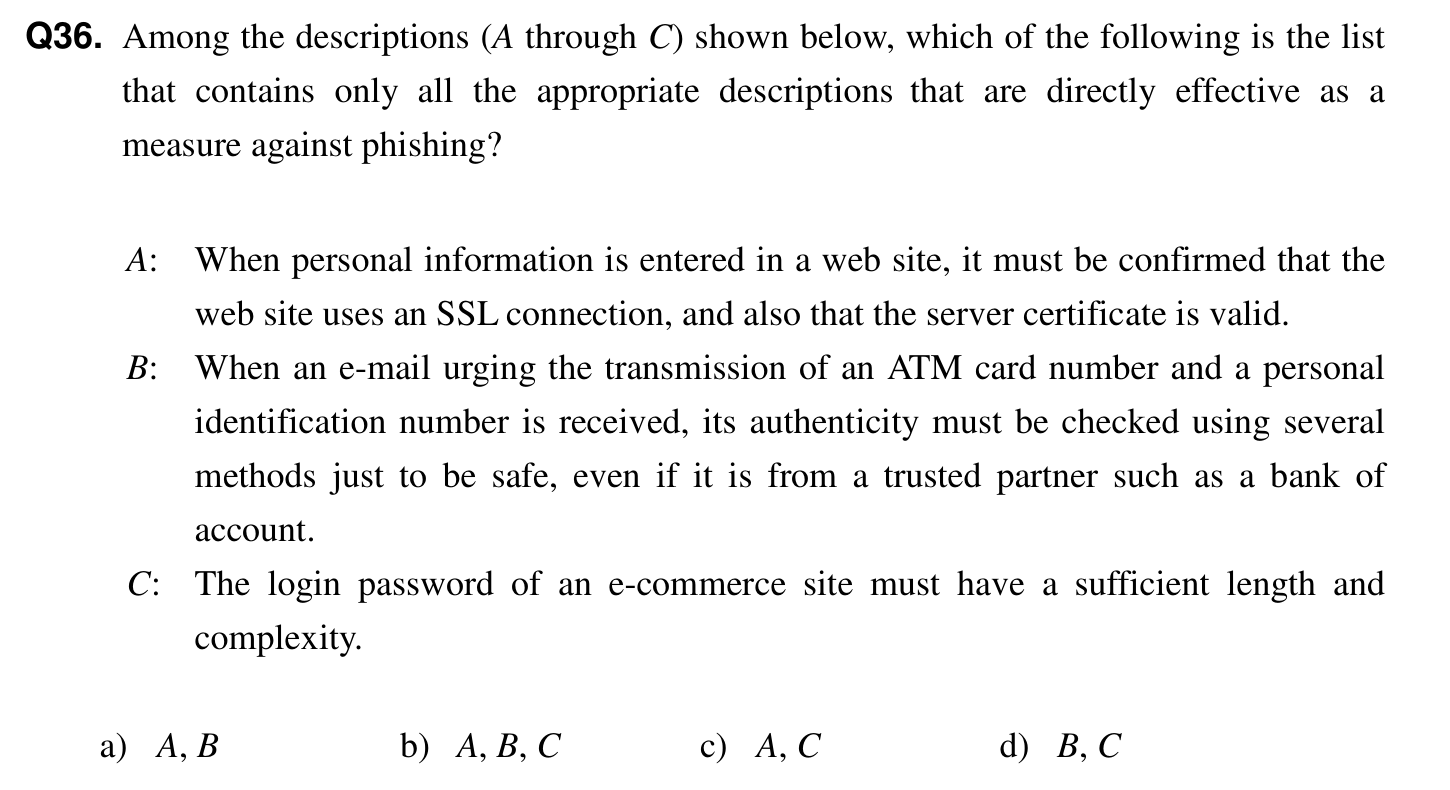 Q36. Among the descriptions (A through C) shown below, which of the following is the list
that contains only all the appropriate descriptions that are directly effective as a
measure against phishing?
A: When personal information is entered in a web site, it must be confirmed that the
web site uses an SSL connection, and also that the server certificate is valid.
B: When an e-mail urging the transmission of an ATM card number and a personal
identification number is received, its authenticity must be checked using several
methods just to be safe, even if it is from a trusted partner such as a bank of
account.
C: The login password of an e-commerce site must have a sufficient length and
complexity.
a) A, B b) A, B, C c) A, C d) B, C